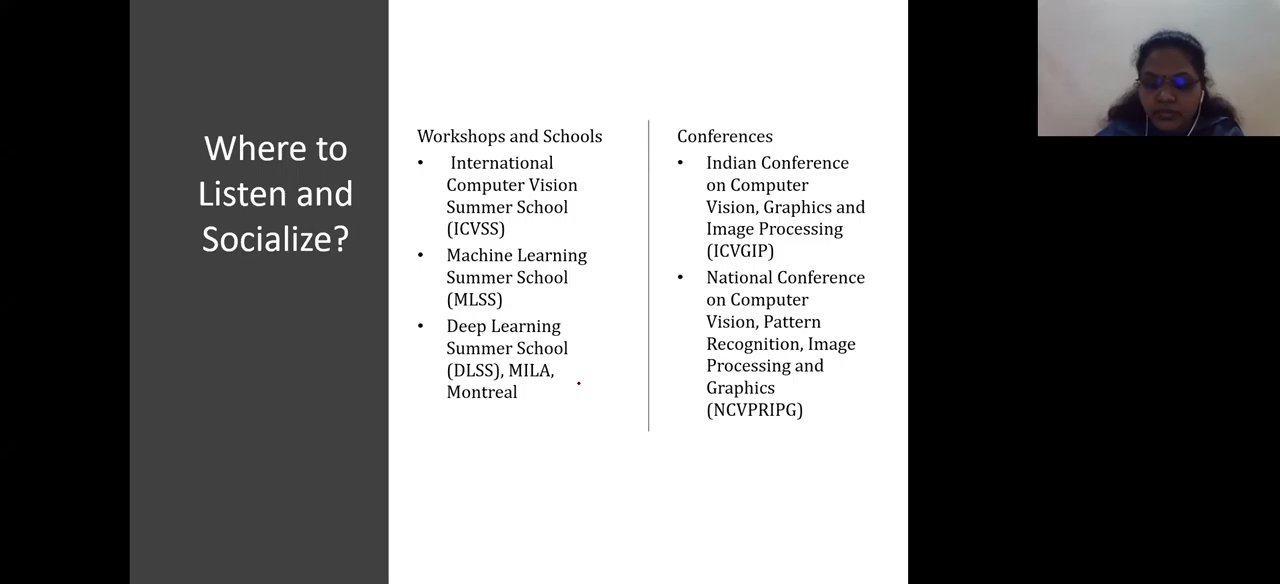 Where to
Listen and
Socialize?
Workshops and Schools
• International
Computer Vision
Summer School
(ICVSS)
• Machine Learning
Summer School
(MLSS)
• Deep Learning
Summer School
(DLSS), MILA,
Montreal
Conferences
• Indian Conference
on Computer
Vision, Graphics and
Image Processing
(ICVGIP)
• National Conference
on Computer
Vision, Pattern
Recognition, Image
Processing and
Graphics
(NCVPRIPG)